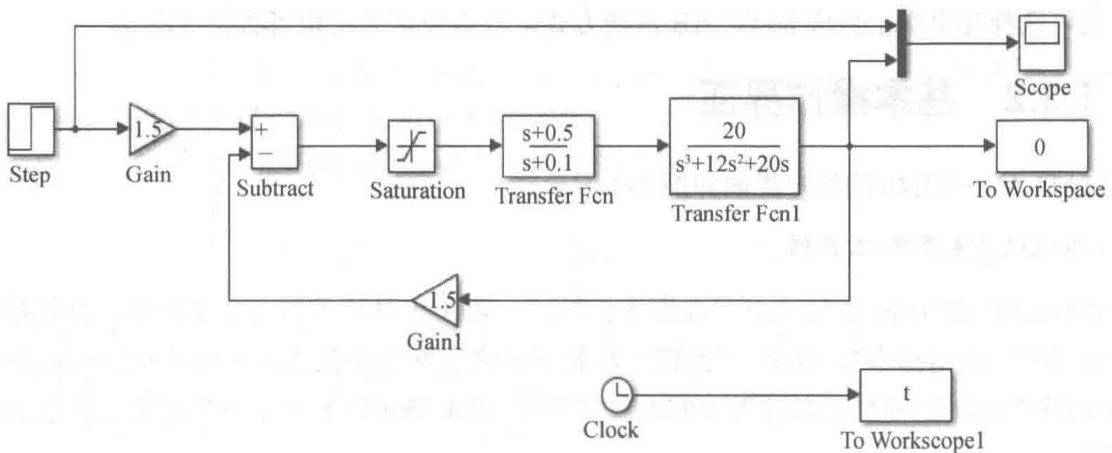 Scope
1.5
+
−
s+0.5
s+0.1
20
s³+12s²+20s
0
Step
Gain
Subtract
Saturation
Transfer Fcn
Transfer Fcn1
To Workspace
1.5
Gain1
t
Clock
To Workscope1